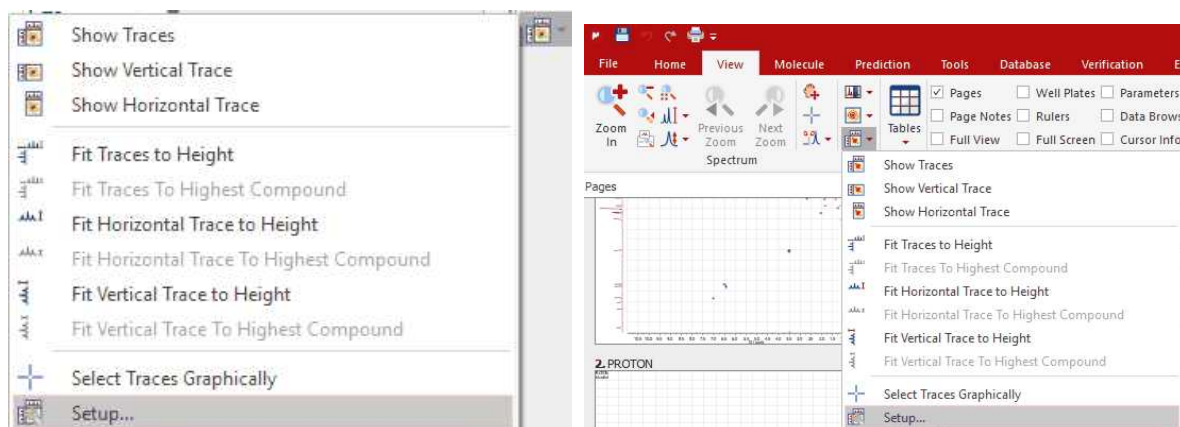 Show Traces
Show Vertical Trace
Show Horizontal Trace
Fit Traces to Height
Fit Traces To Highest Compound
Fit Horizontal Trace to Height
Fit Horizontal Trace To Highest Compound
Fit Vertical Trace to Height
Fit Vertical Trace To Highest Compound
Select Traces Graphically
Setup...
File Home View Molecule Prediction Tools Database Verification E
Pages Well Plates Parameters
Page Notes Rulers Data Brows
Full View Full Screen Cursor Info
Zoom In
Previous Zoom
Next Zoom
Tables
Spectrum
Pages
2. PROTON
Show Traces
Show Vertical Trace
Show Horizontal Trace
Fit Traces to Height
Fit Traces To Highest Compound
Fit Horizontal Trace to Height
Fit Horizontal Trace To Highest Compound
Fit Vertical Trace to Height
Fit Vertical Trace To Highest Compound
Select Traces Graphically
Setup...